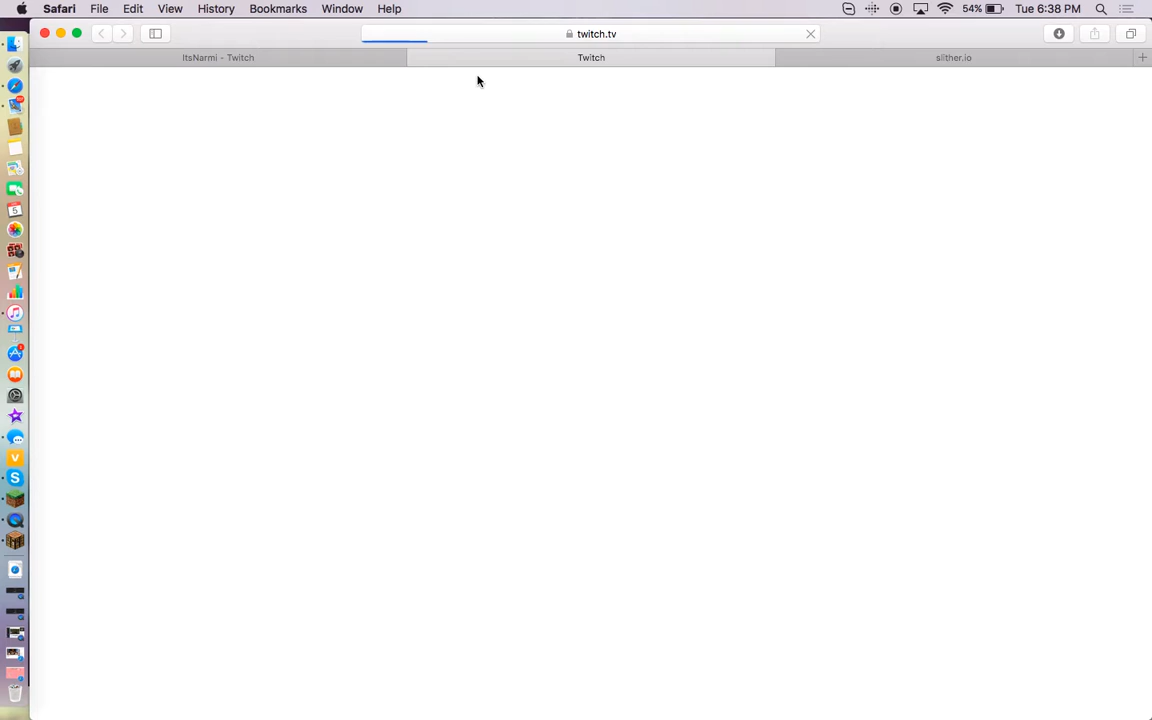 Safari File Edit View History Bookmarks Window Help 54% Tue 6:38 PM
twitch.tv
ItsNarmi - Twitch Twitch slither.io
5
V
S